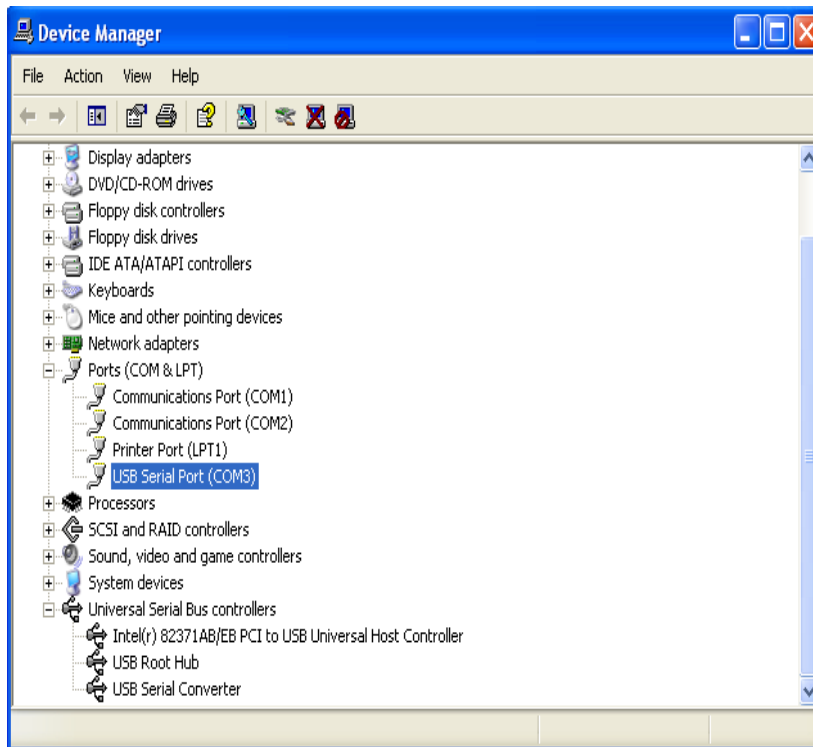 Device Manager
File Action View Help
Display adapters
DVD/CD-ROM drives
Floppy disk controllers
Floppy disk drives
IDE ATA/ATAPI controllers
Keyboards
Mice and other pointing devices
Network adapters
Ports (COM & LPT)
Communications Port (COM1)
Communications Port (COM2)
Printer Port (LPT1)
USB Serial Port (COM3)
Processors
SCSI and RAID controllers
Sound, video and game controllers
System devices
Universal Serial Bus controllers
Intel(r) 82371AB/EB PCI to USB Universal Host Controller
USB Root Hub
USB Serial Converter